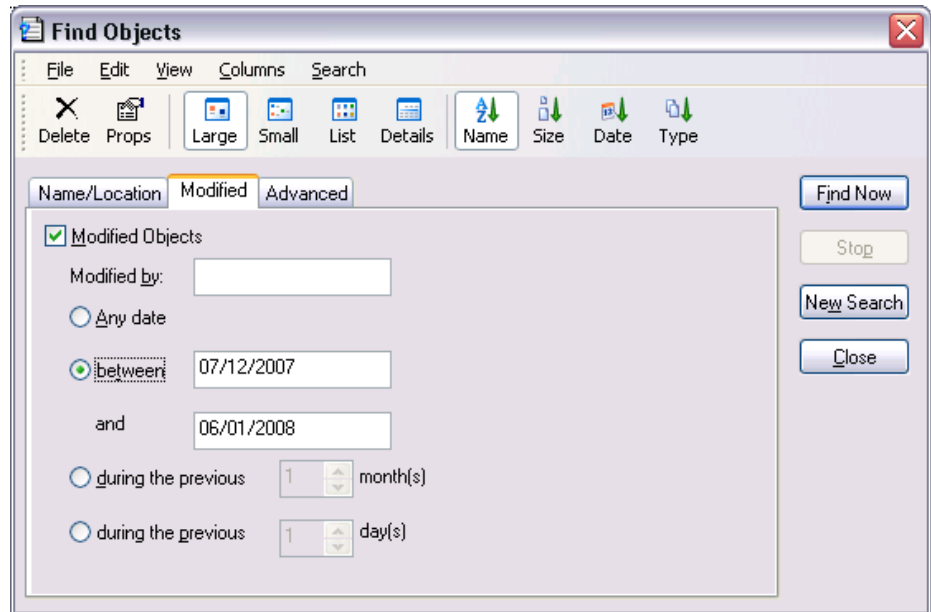 Find Objects
File Edit View Columns Search
Delete Props Large Small List Details Name Size Date Type
Name/Location Modified Advanced
Find Now
Modified Objects
Stop
Modified by:
New Search
Any date
between 07/12/2007
Close
and 06/01/2008
during the previous 1 month(s)
during the previous 1 day(s)